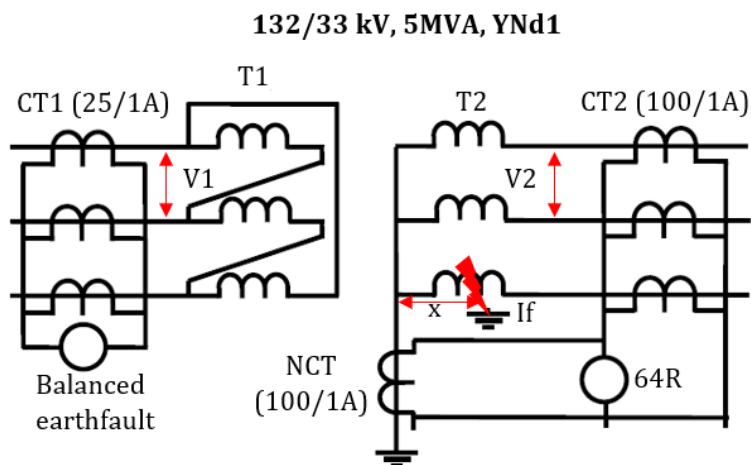 132/33 kV, 5MVA, YNd1
T1
CT1 (25/1A)
V1
Balanced
earthfault
T2
CT2 (100/1A)
V2
x
If
NCT
(100/1A)
64R